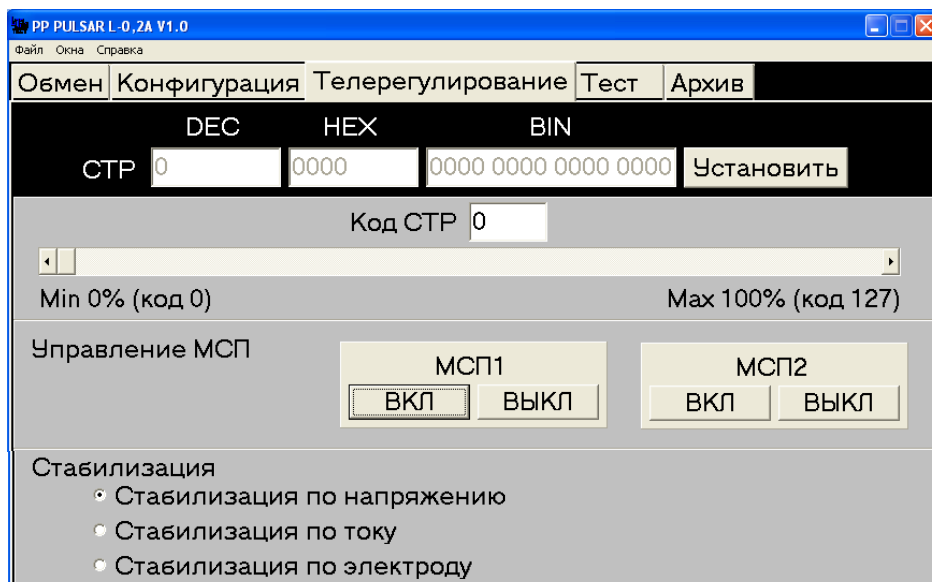 PP PULSAR L-0,2A V1.0
Файл Окна Справка
Обмен Конфигурация Телерегулирование Тест Архив
DEC HEX BIN
СТР 0 0000 0000 0000 0000 0000 Установить
Код СТР 0
Min 0% (код 0) Max 100% (код 127)
Управление МСП
МСП1 МСП2
ВКЛ ВЫКЛ ВКЛ ВЫКЛ
Стабилизация
Стабилизация по напряжению
Стабилизация по току
Стабилизация по электроду